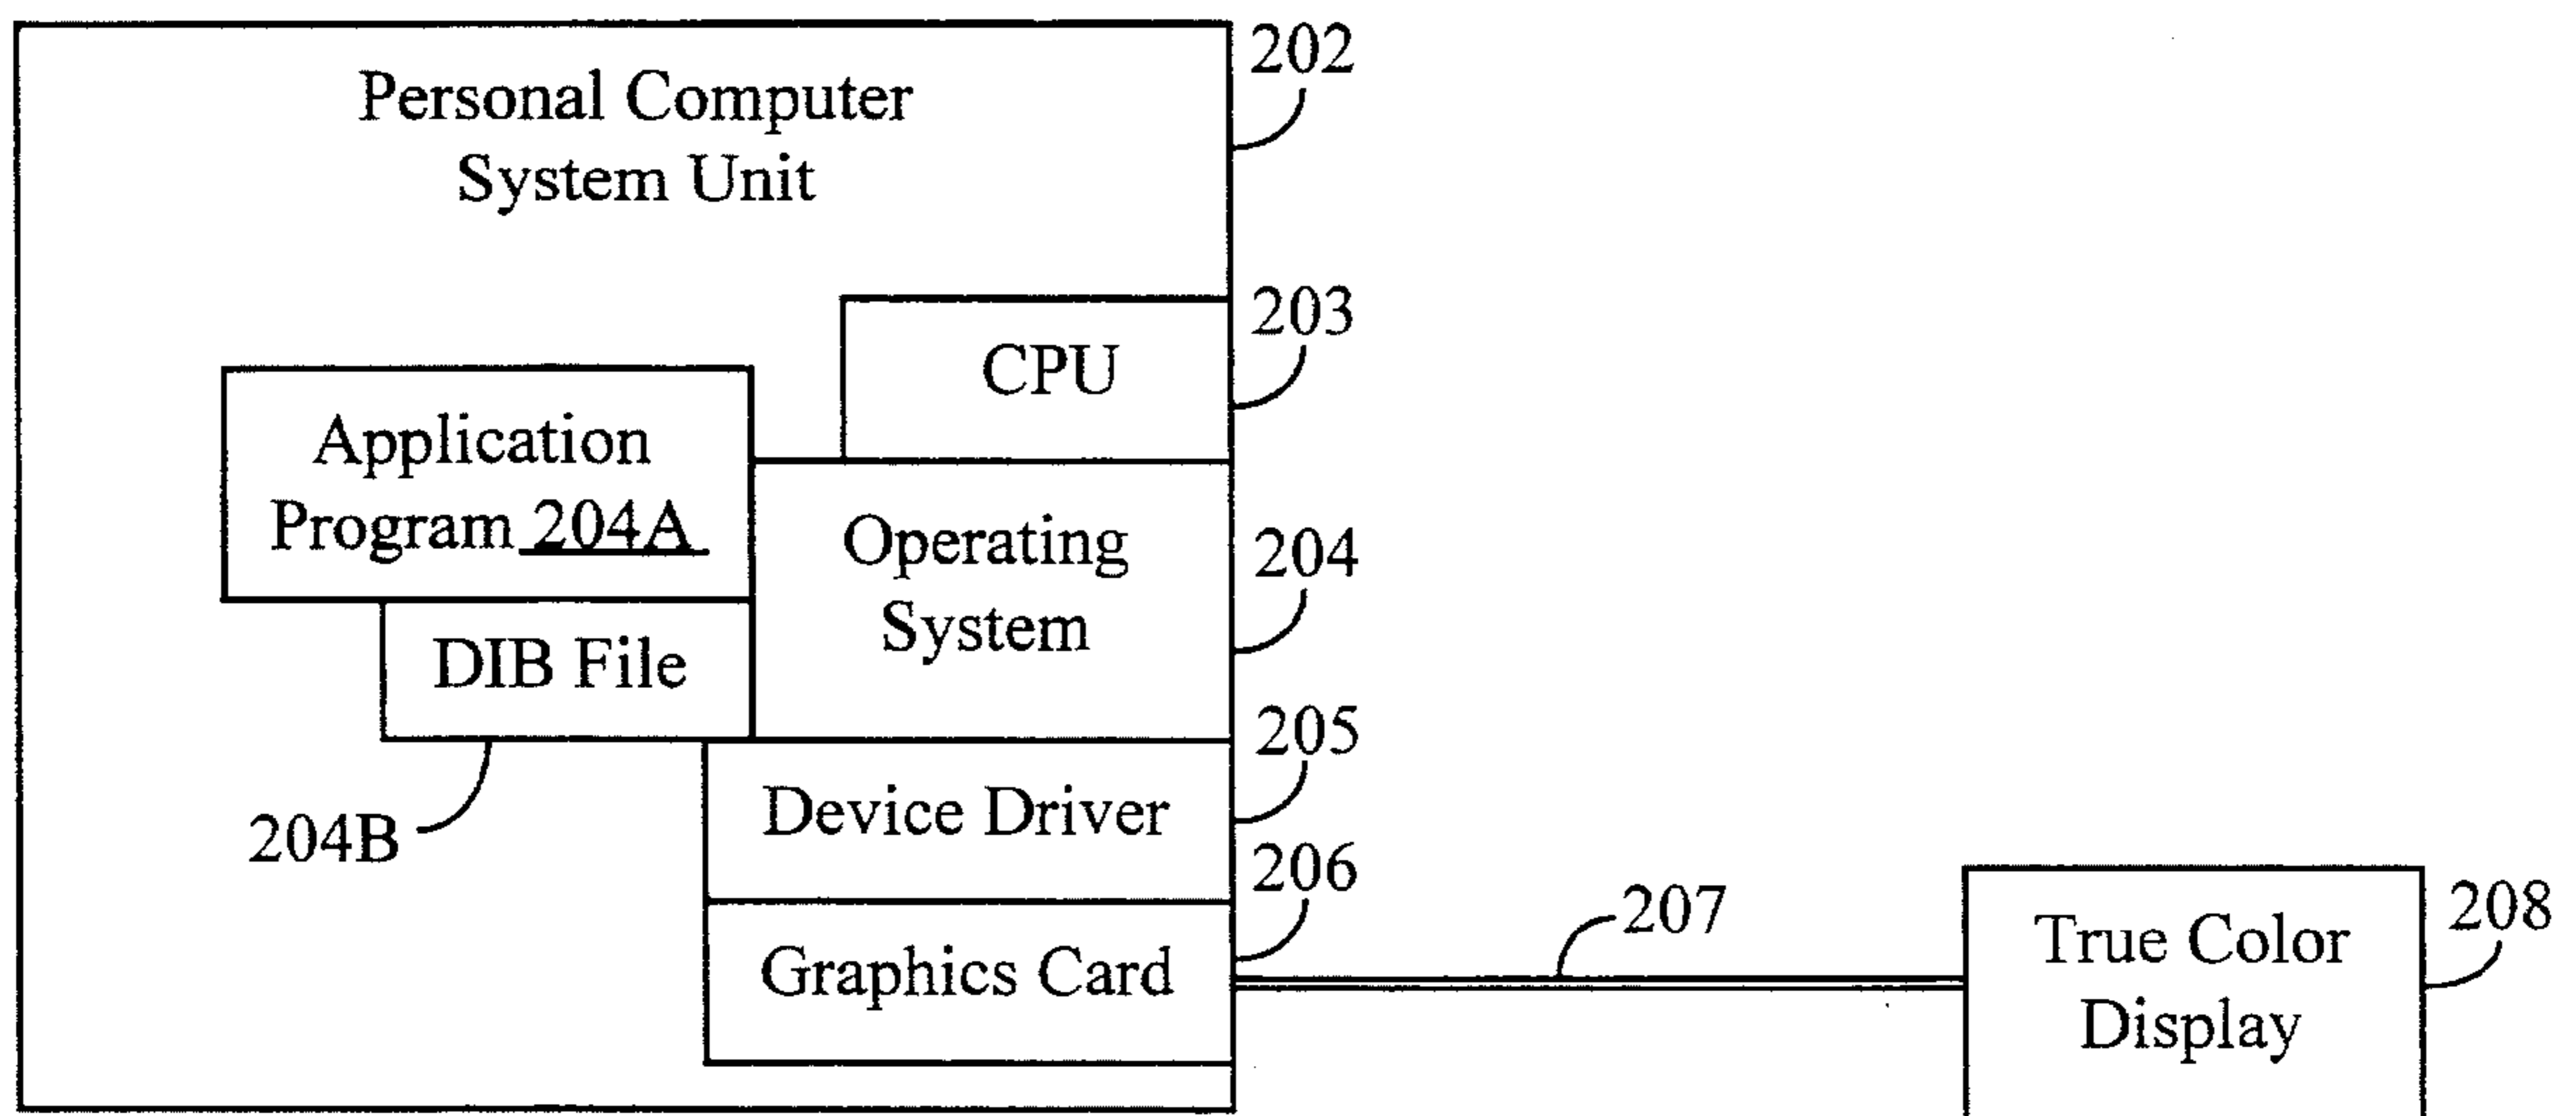 202
Personal Computer
System Unit
203
CPU
Application
Program 204A
204
Operating
System
DIB File
205
204B
Device Driver
206
Graphics Card
207
208
True Color
Display